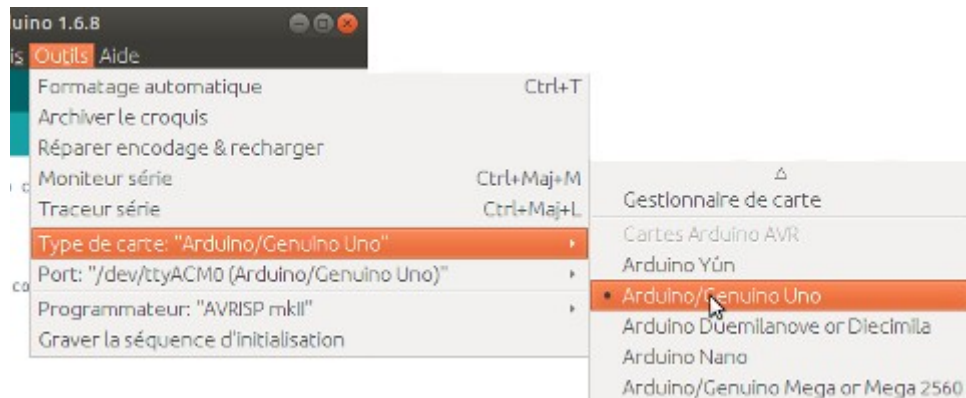 uino 1.6.8
is Outils Aide
Formatage automatique Ctrl+T
Archiver le croquis
Réparer encodage & recharger
Moniteur série Ctrl+Maj+M
Traceur série Ctrl+Maj+L
Type de carte: "Arduino/Genuino Uno"
Port: "/dev/ttyACM0 (Arduino/Genuino Uno)"
Programmateur: "AVRISP mkII"
Graver la séquence d'initialisation
co
Gestionnaire de carte
Cartes Arduino AVR
Arduino Yún
Arduino/Genuino Uno
Arduino Duemilanove or Diecimila
Arduino Nano
Arduino/Genuino Mega or Mega 2560